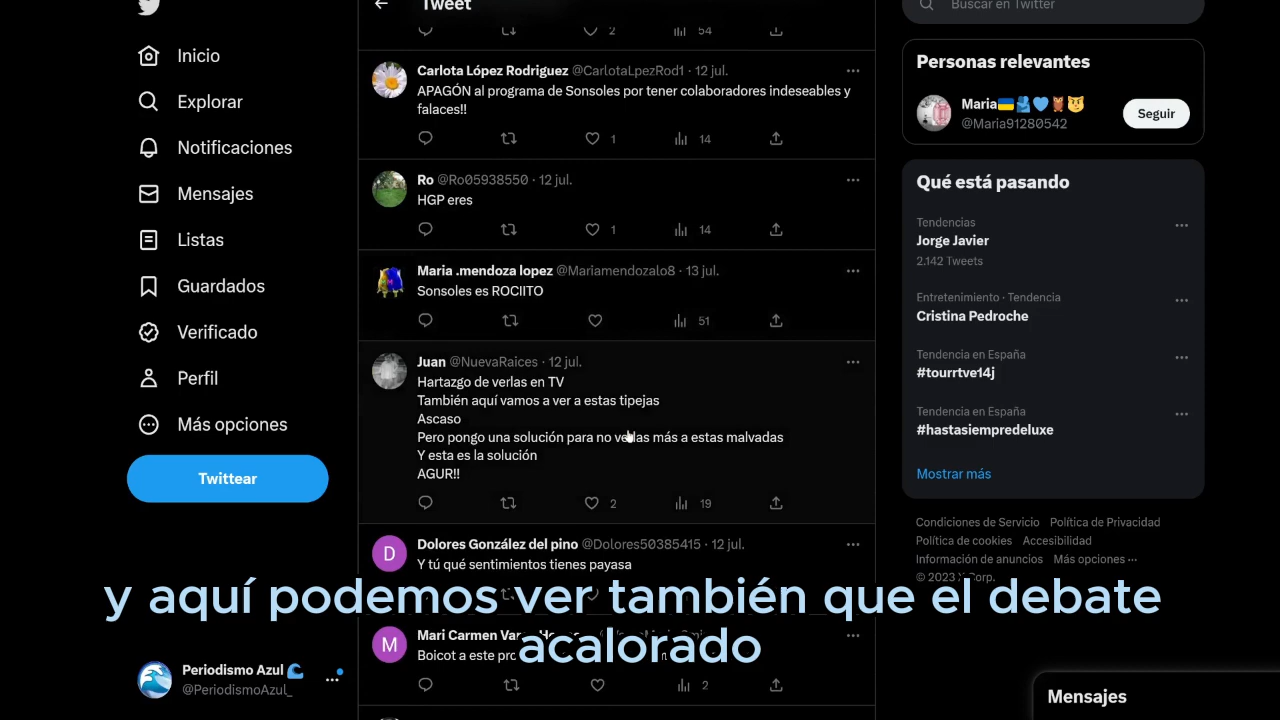 Inicio
Explorar
Notificaciones
Mensajes
Listas
Guardados
Verificado
Perfil
Más opciones
Twittear
Periodismo Azul
@PeriodismoAzul_
Tweet
2
54
Carlota López Rodriguez @CarlotaLpezRod1 · 12 jul.
APAGÓN al programa de Sonsoles por tener colaboradores indeseables y
falaces!!
1
14
Ro @Ro05938550 · 12 jul.
HGP eres
1
14
Maria .mendoza lopez @Mariamendozalo8 · 13 jul.
Sonsoles es ROCIITO
51
Juan @NuevaRaices · 12 jul.
Hartazgo de verlas en TV
También aquí vamos a ver a estas tipejas
Ascaso
Pero pongo una solución para no verlas más a estas malvadas
Y esta es la solución
AGUR!!
2
19
D
Dolores González del pino @Dolores50385415 · 12 jul.
Y tú qué sentimientos tienes payasa
M
Mari Carmen
Boicot a este
2
y aquí podemos ver también que el debate
acalorado
Buscar en Twitter
Personas relevantes
Maria
@Maria91280542
Seguir
Qué está pasando
Tendencias
Jorge Javier
2.142 Tweets
Entretenimiento · Tendencia
Cristina Pedroche
Tendencia en España
#tourrtve14j
Tendencia en España
#hastasiempredeluxe
Mostrar más
Condiciones de Servicio Política de Privacidad
Política de cookies Accesibilidad
Información de anuncios Más opciones ···
© 2023 X Corp.
Mensajes